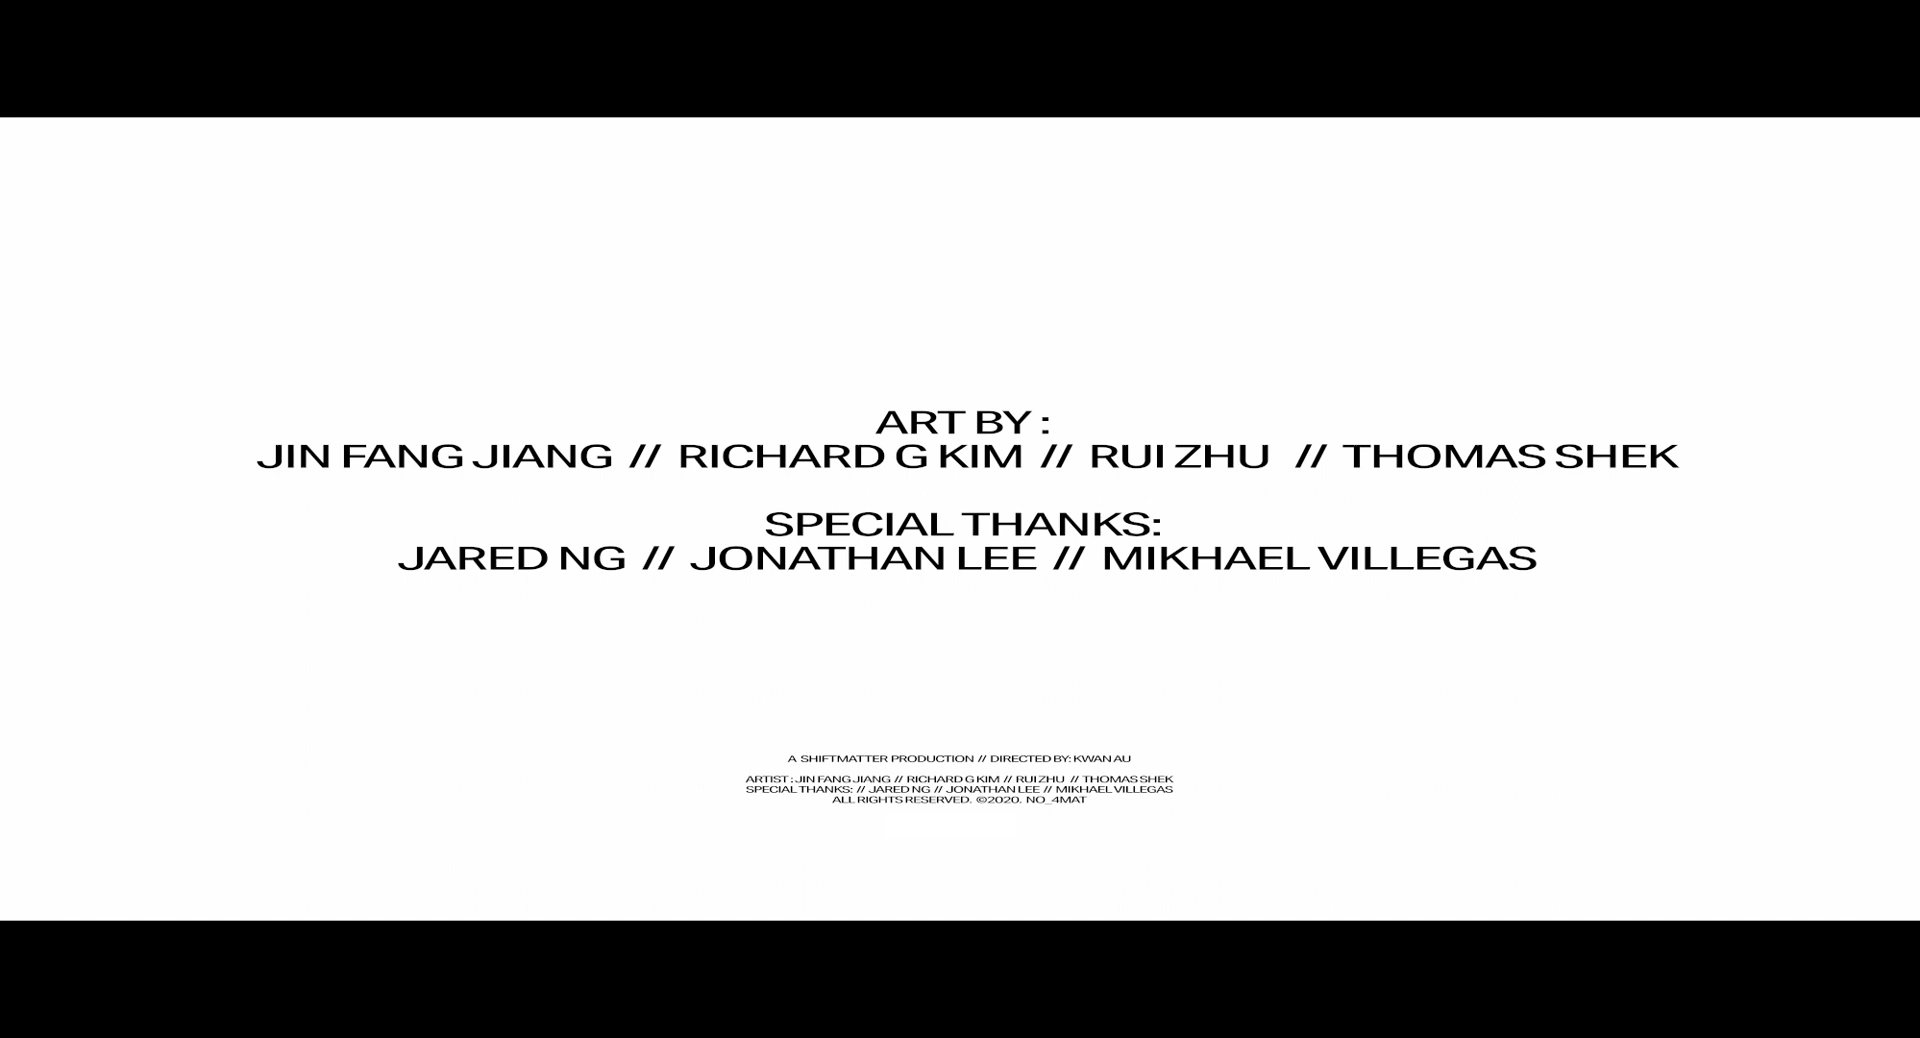 ART BY :
JIN FANG JIANG // RICHARD G KIM // RUI ZHU // THOMAS SHEK
SPECIAL THANKS:
JARED NG // JONATHAN LEE // MIKHAEL VILLEGAS
A SHIFTMATTER PRODUCTION // DIRECTED BY: KWAN AU
ARTIST : JIN FANG JIANG // RICHARD G KIM // RUI ZHU // THOMAS SHEK
SPECIAL THANKS: // JARED NG // JONATHAN LEE // MIKHAEL VILLEGAS
ALL RIGHTS RESERVED. ©2020. NO_4MAT